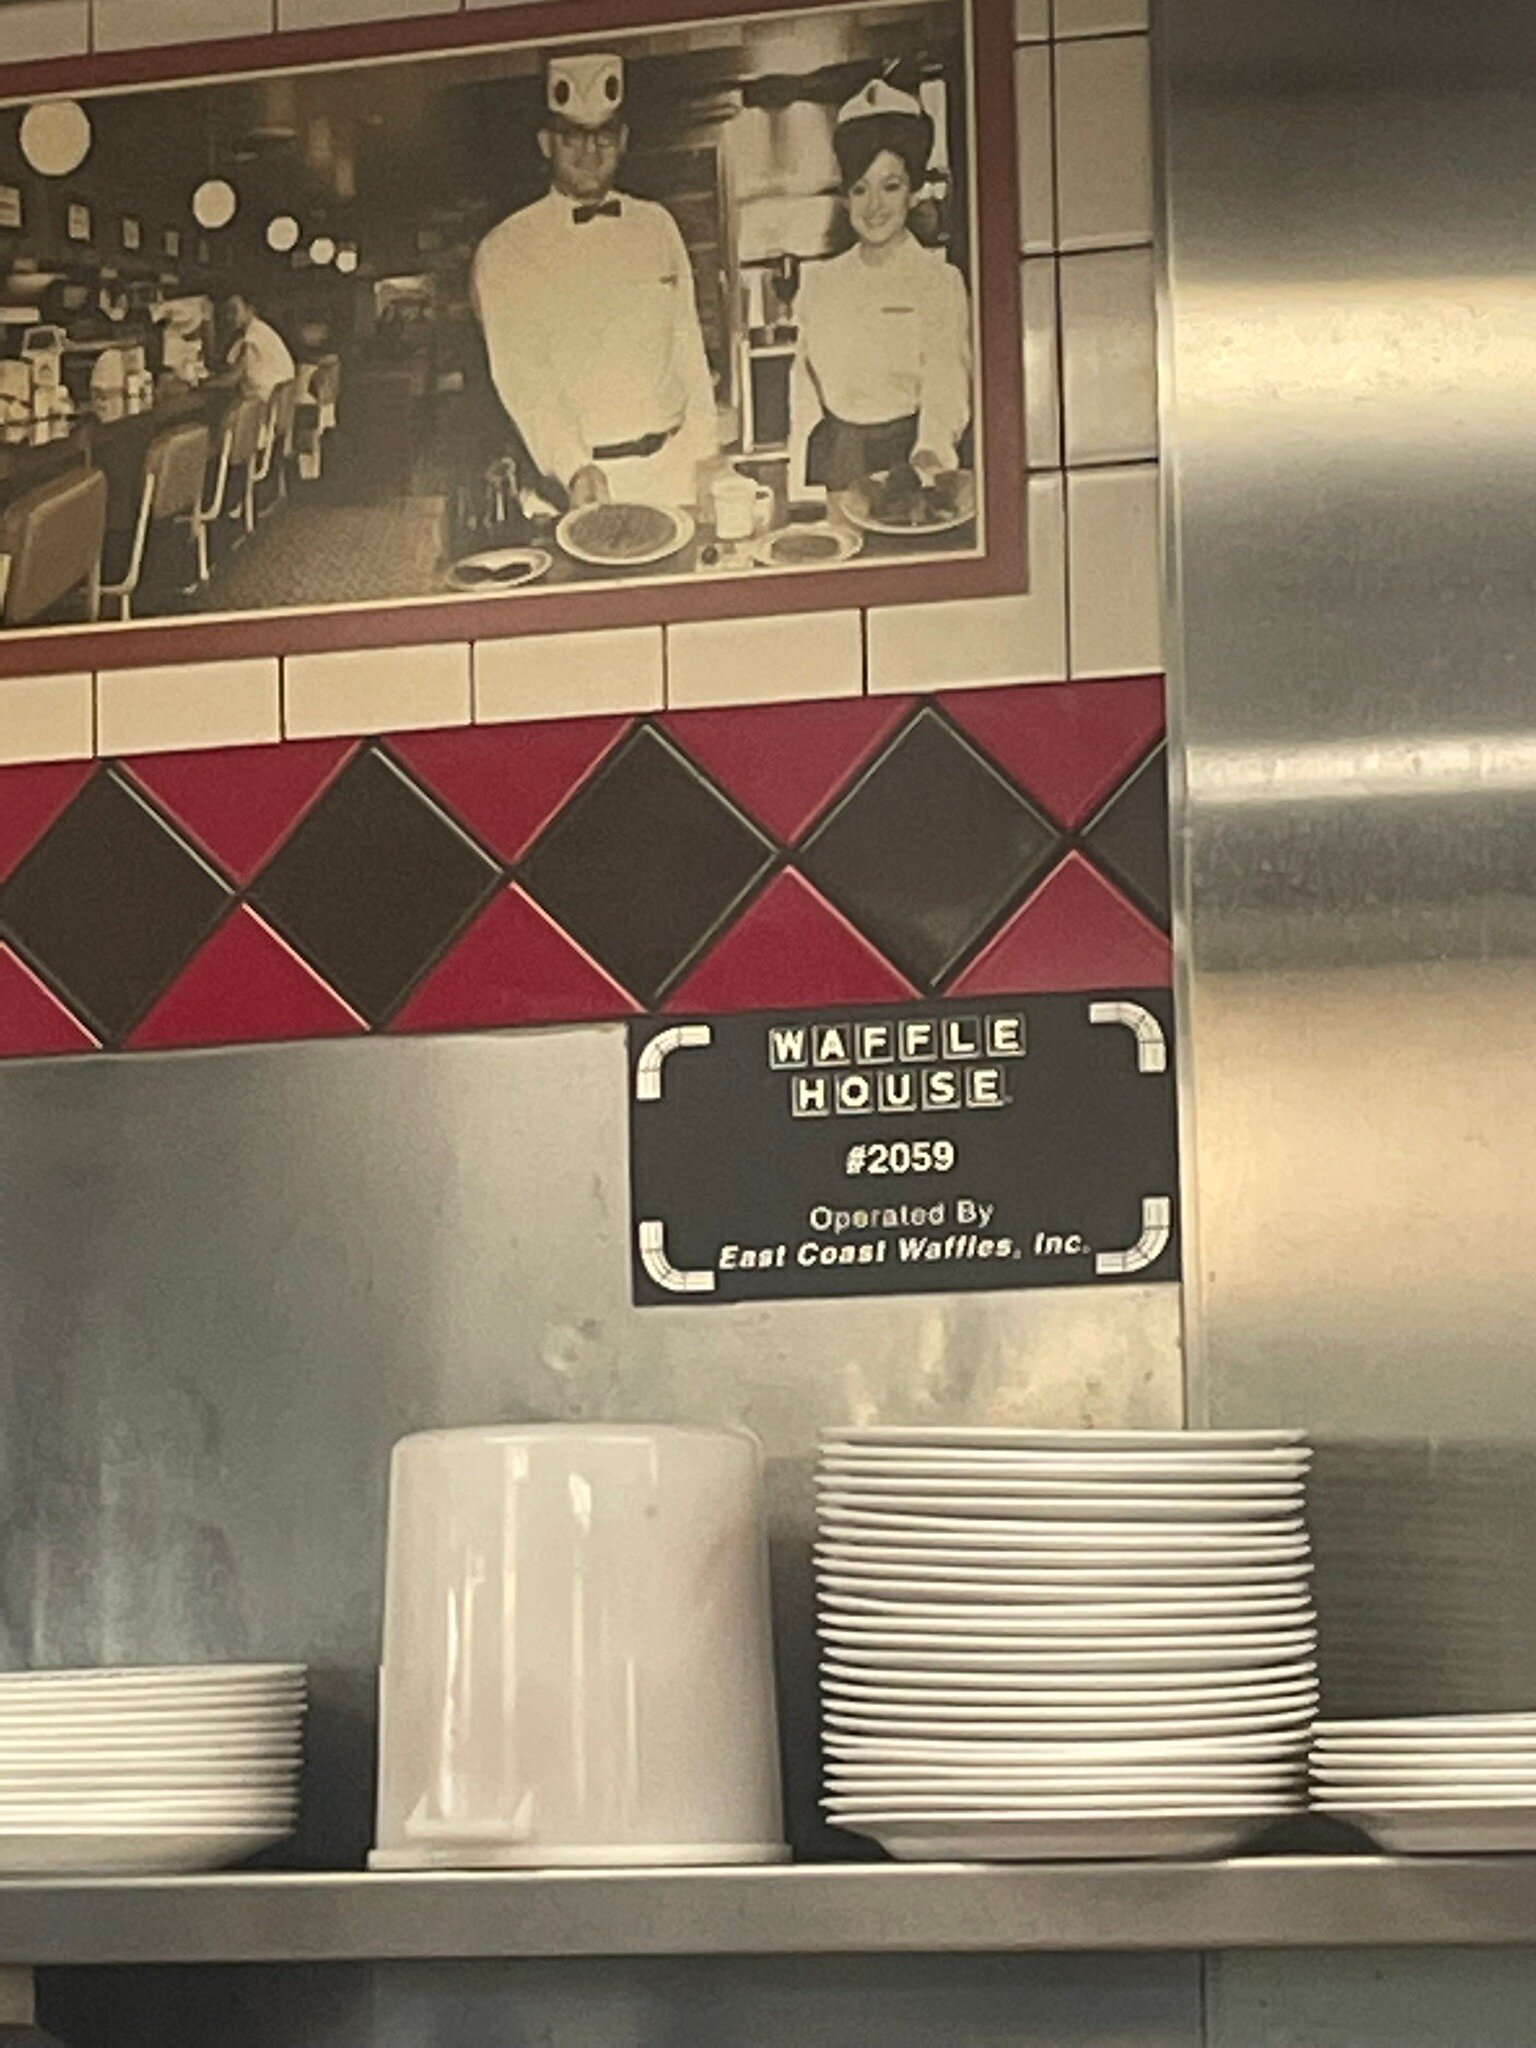 WAFFLE
HOUSE
#2059
Operated By
East Coast Waffles, Inc.